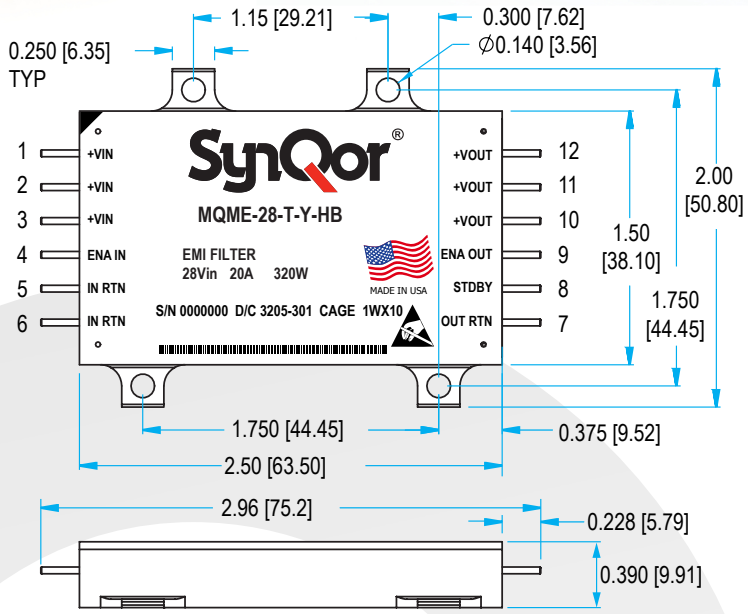 1.15 [29.21]
0.300 [7.62]
0.250 [6.35]
TYP
Ø0.140 [3.56]
SynQor®
MQME-28-T-Y-HB
EMI FILTER
28Vin 20A 320W
MADE IN USA
S/N 0000000 D/C 3205-301 CAGE 1WX10
1 +VIN
2 +VIN
3 +VIN
4 ENA IN
5 IN RTN
6 IN RTN
+VOUT 12
+VOUT 11
+VOUT 10
ENA OUT 9
STDBY 8
OUT RTN 7
2.00
[50.80]
1.50
[38.10]
1.750
[44.45]
1.750 [44.45]
0.375 [9.52]
2.50 [63.50]
2.96 [75.2]
0.228 [5.79]
0.390 [9.91]